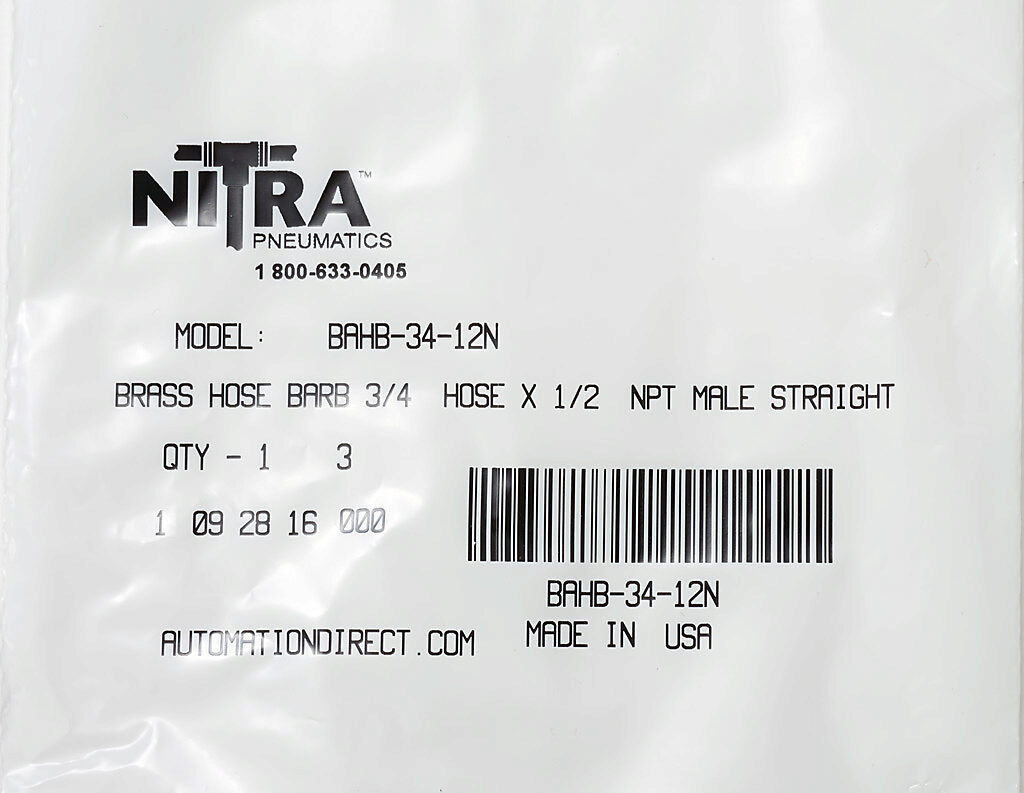 NITRA™
PNEUMATICS
1 800-633-0405
MODEL: BAHB-34-12N
BRASS HOSE BARB 3/4 HOSE X 1/2 NPT MALE STRAIGHT
QTY - 1 3
1 09 28 16 000
BAHB-34-12N
AUTOMATIONDIRECT.COM MADE IN USA